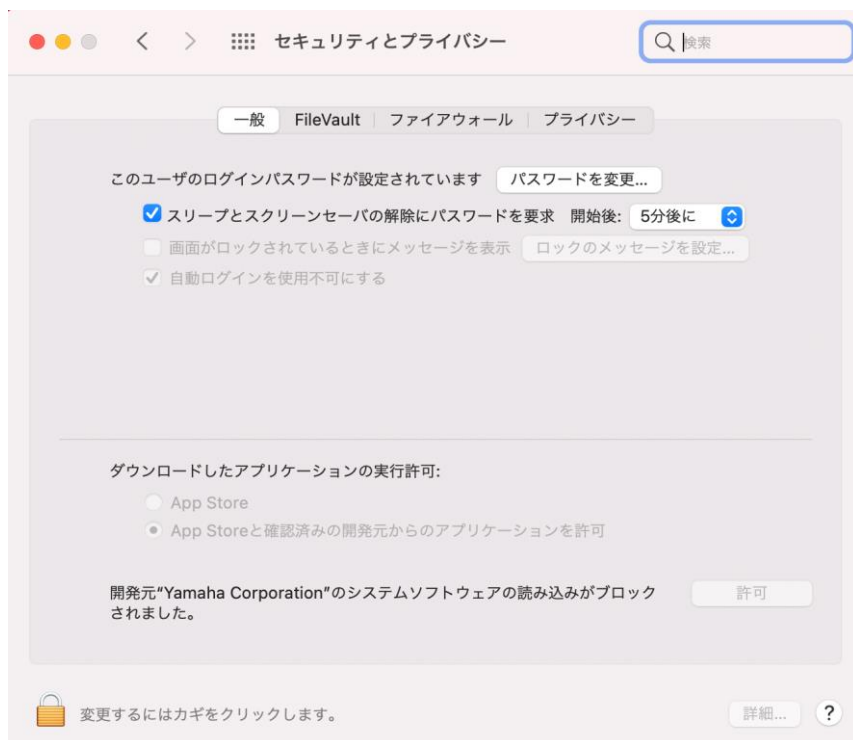 セキュリティとプライバシー
検索
一般 FileVault ファイアウォール プライバシー
このユーザのログインパスワードが設定されています パスワードを変更...
スリープとスクリーンセーバの解除にパスワードを要求 開始後: 5分後に
画面がロックされているときにメッセージを表示 ロックのメッセージを設定...
自動ログインを使用不可にする
ダウンロードしたアプリケーションの実行許可:
App Store
App Storeと確認済みの開発元からのアプリケーションを許可
開発元“Yamaha Corporation”のシステムソフトウェアの読み込みがブロック
されました。
許可
変更するにはカギをクリックします。
詳細... ?